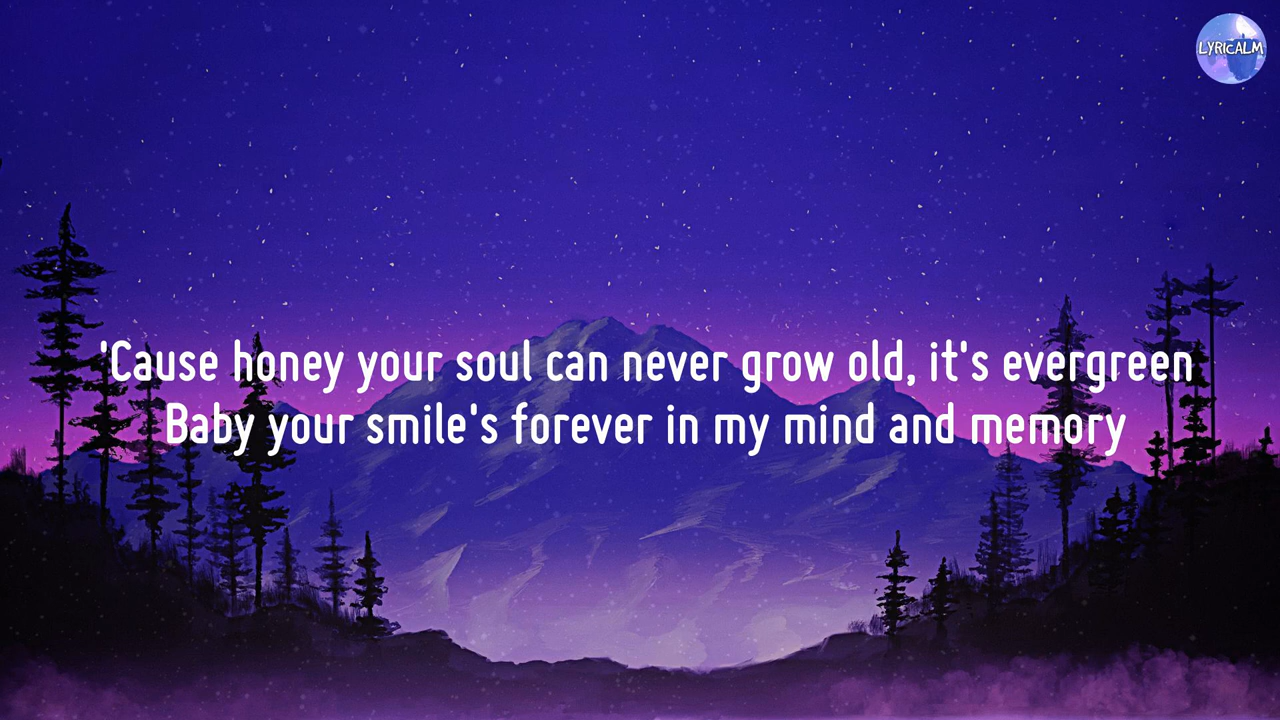 LYRICALM
'Cause honey your soul can never grow old, it's evergreen
Baby your smile's forever in my mind and memory